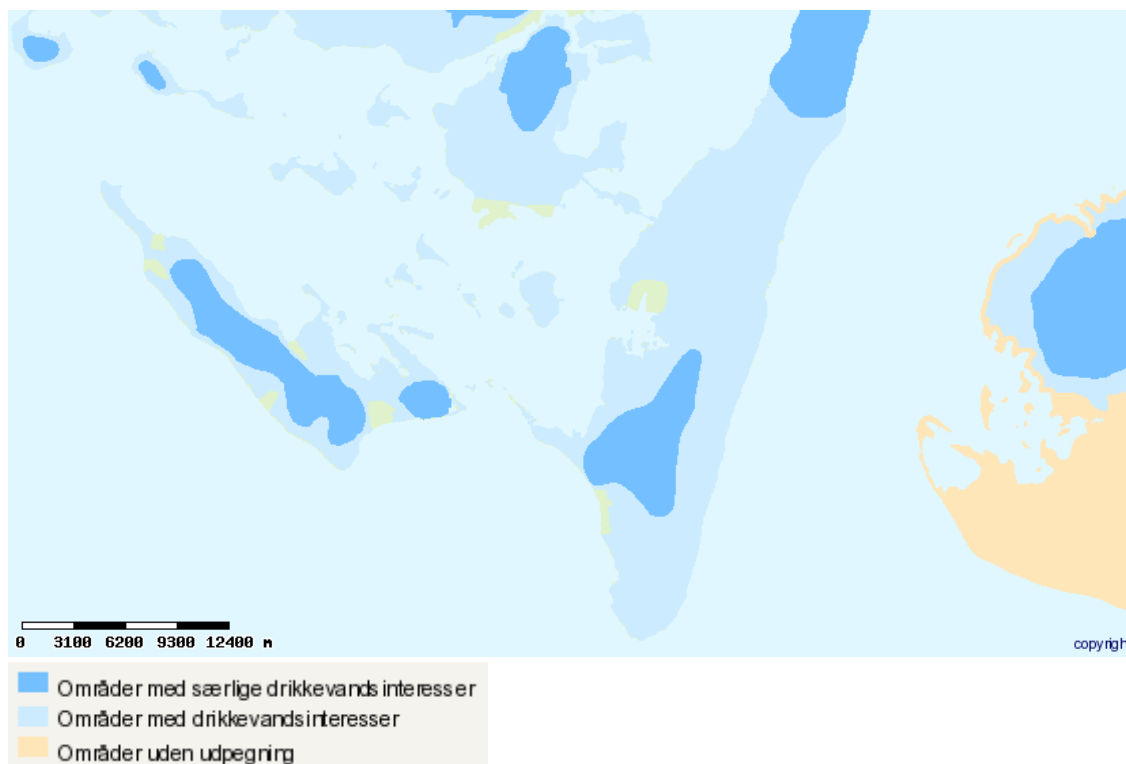 0 3100 6200 9300 12400 m
copyrigh
Områder med særlige drikkevandsinteresser
Områder med drikkevandsinteresser
Områder uden udpegning